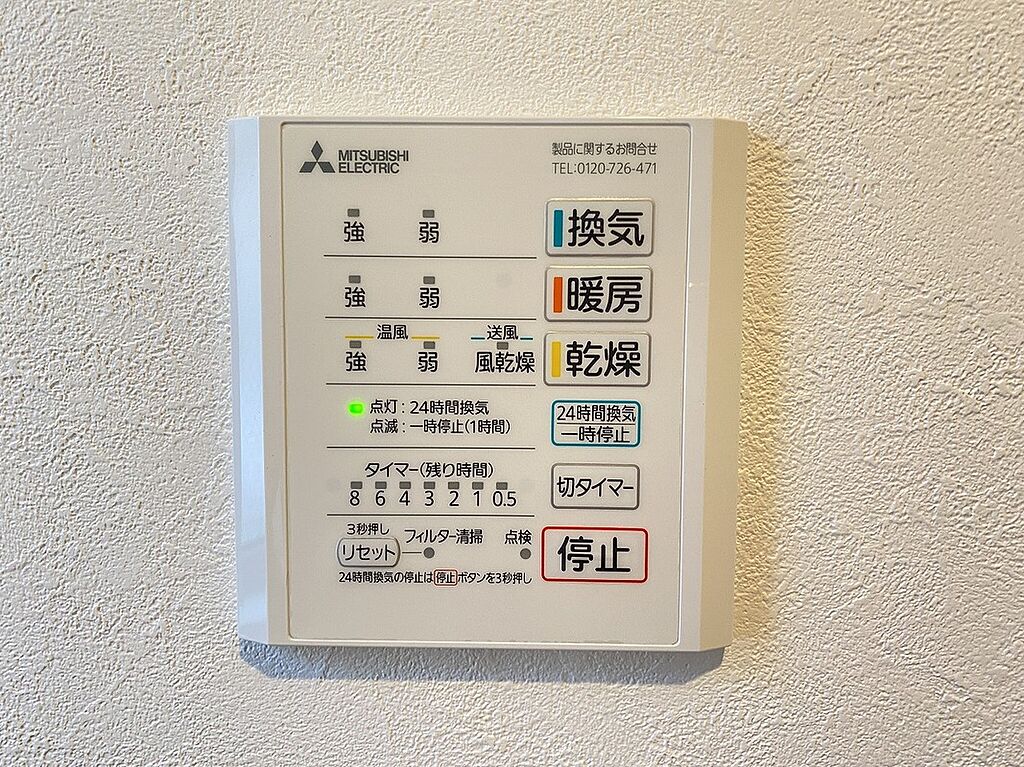 MITSUBISHI
ELECTRIC
製品に関するお問合せ
TEL:0120-726-471
強 弱 換気
強 弱 暖房
温風 送風
強 弱 風乾燥 乾燥
点灯：24時間換気
点滅：一時停止(1時間)
24時間換気
一時停止
タイマー(残り時間)
8 6 4 3 2 1 0.5
切タイマー
3秒押し
リセット フィルター清掃 点検
停止
24時間換気の停止は停止ボタンを3秒押し